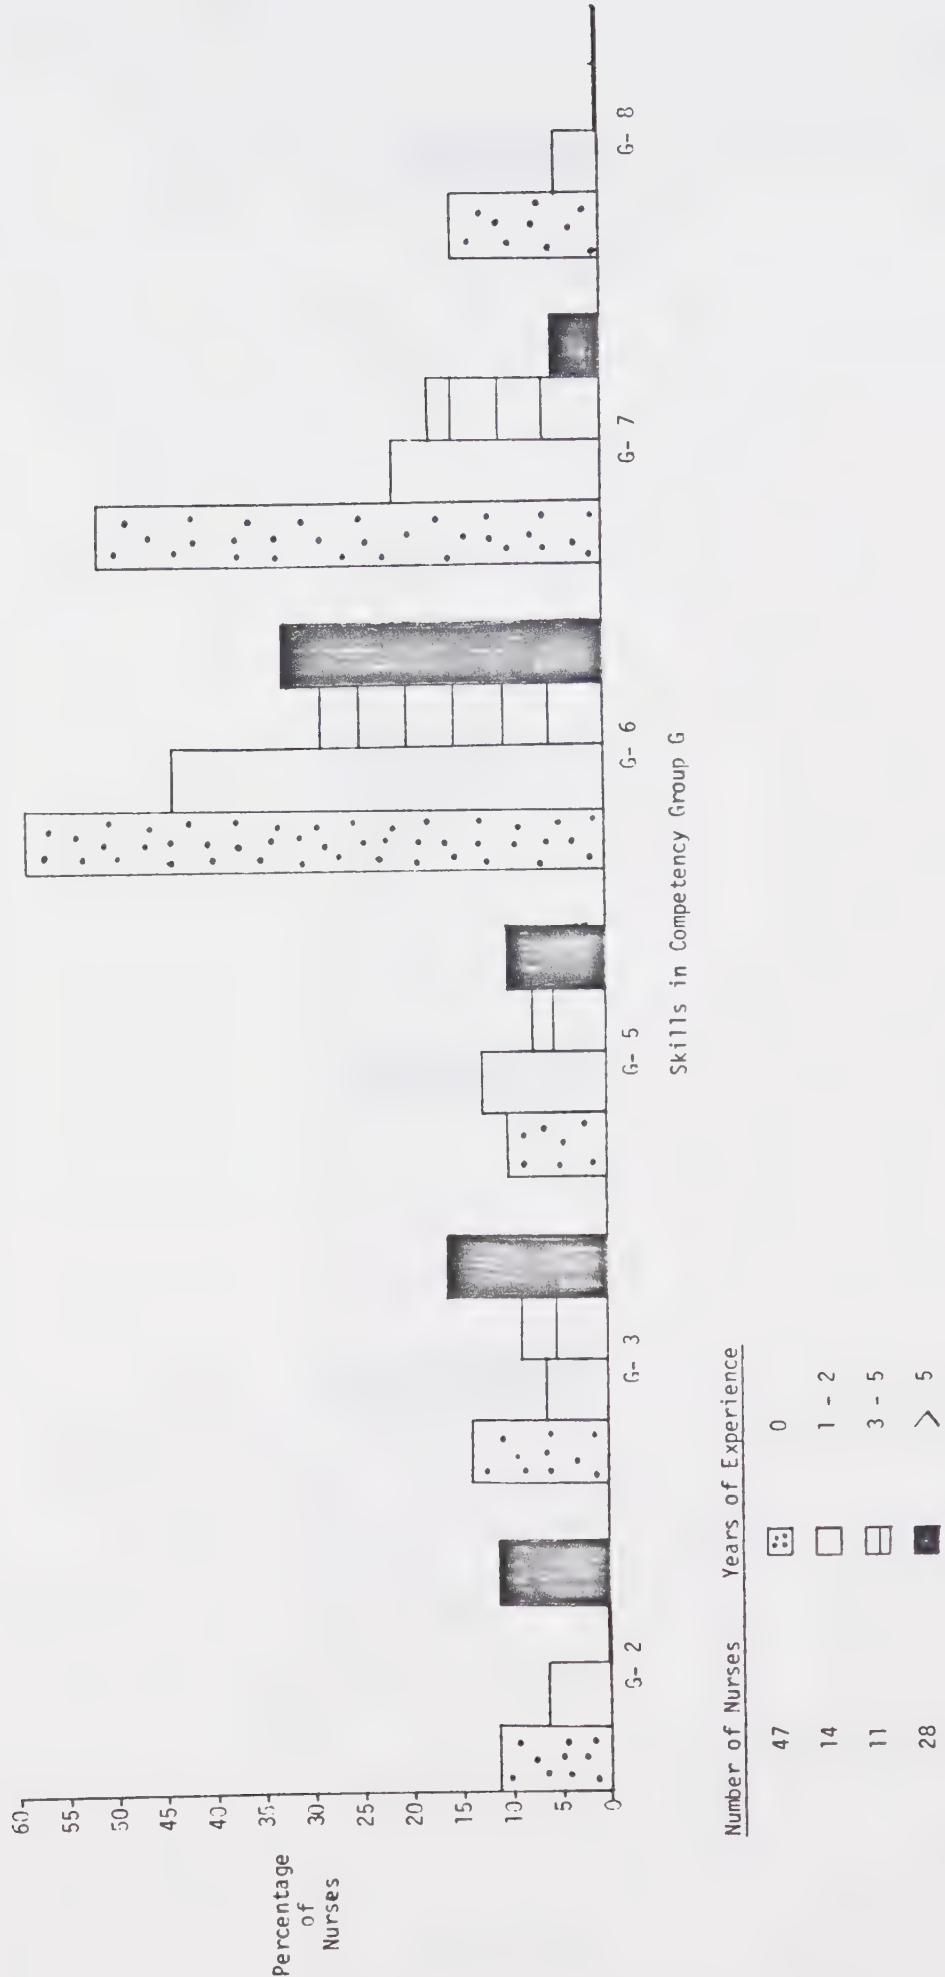 60
55
50
45
40
35
30
25
20
15
10
5
0
Percentage
of
Nurses
G- 2
G- 3
G- 5
G- 6
G- 7
G- 8
Skills in Competency Group G
Number of Nurses Years of Experience
47 0
14 1 - 2
11 3 - 5
28 > 5